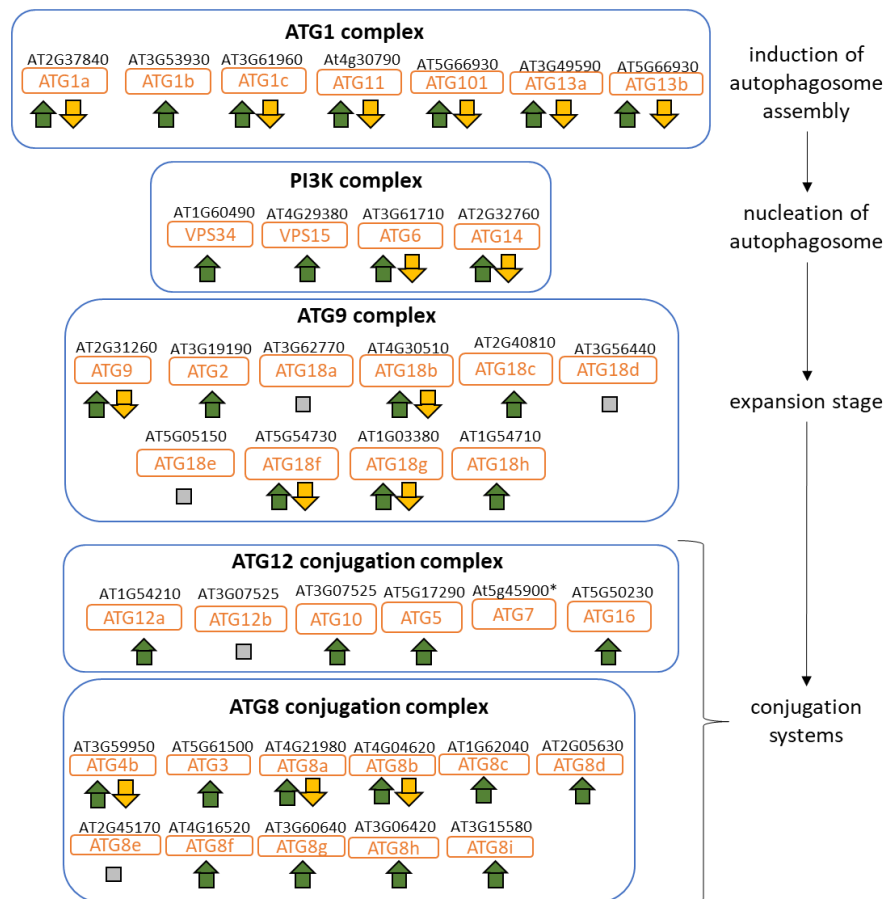 ATG1 complex
AT2G37840 AT3G53930 AT3G61960 At4g30790 AT5G66930 AT3G49590 AT5G66930
ATG1a ATG1b ATG1c ATG11 ATG101 ATG13a ATG13b
induction of
autophagosome
assembly
PI3K complex
AT1G60490 AT4G29380 AT3G61710 AT2G32760
VPS34 VPS15 ATG6 ATG14
nucleation of
autophagosome
ATG9 complex
AT2G31260 AT3G19190 AT3G62770 AT4G30510 AT2G40810 AT3G56440
ATG9 ATG2 ATG18a ATG18b ATG18c ATG18d
expansion stage
AT5G05150 AT5G54730 AT1G03380 AT1G54710
ATG18e ATG18f ATG18g ATG18h
ATG12 conjugation complex
AT1G54210 AT3G07525 AT3G07525 AT5G17290 At5g45900* AT5G50230
ATG12a ATG12b ATG10 ATG5 ATG7 ATG16
ATG8 conjugation complex
conjugation
systems
AT3G59950 AT5G61500 AT4G21980 AT4G04620 AT1G62040 AT2G05630
ATG4b ATG3 ATG8a ATG8b ATG8c ATG8d
AT2G45170 AT4G16520 AT3G60640 AT3G06420 AT3G15580
ATG8e ATG8f ATG8g ATG8h ATG8i